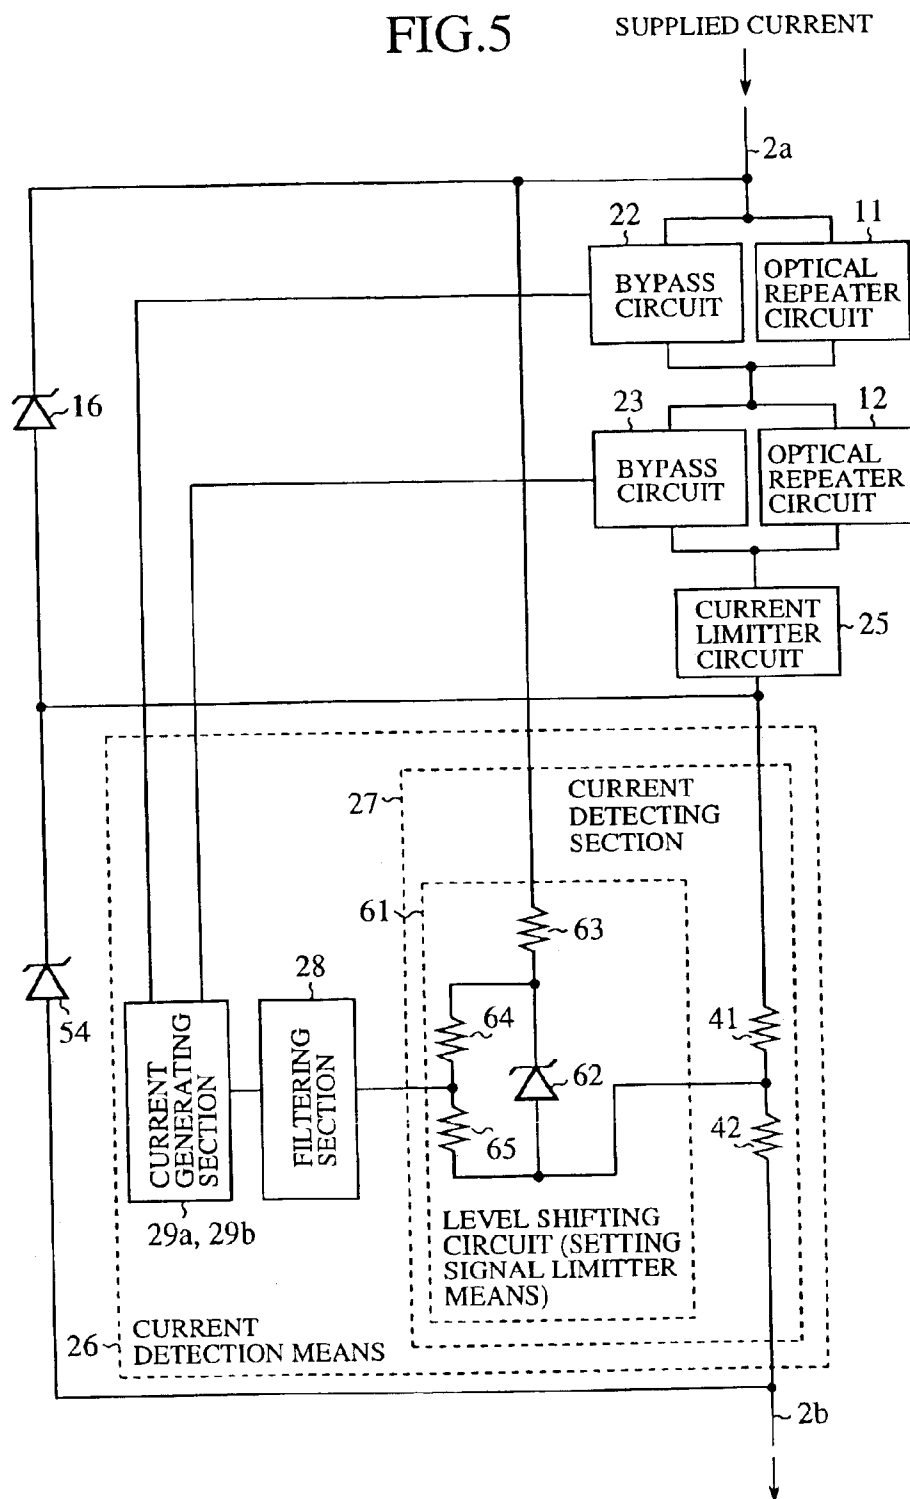 FIG.5
SUPPLIED CURRENT
2a
22
11
BYPASS
CIRCUIT
OPTICAL
REPEATER
CIRCUIT
16
23
12
BYPASS
CIRCUIT
OPTICAL
REPEATER
CIRCUIT
CURRENT
LIMITTER
CIRCUIT
25
27
CURRENT
DETECTING
SECTION
61
63
28
54
64
41
62
CURRENT
GENERATING
SECTION
FILTERING
SECTION
65
42
29a, 29b
LEVEL SHIFTING
CIRCUIT (SETTING
SIGNAL LIMITTER
MEANS)
26
CURRENT
DETECTION MEANS
2b